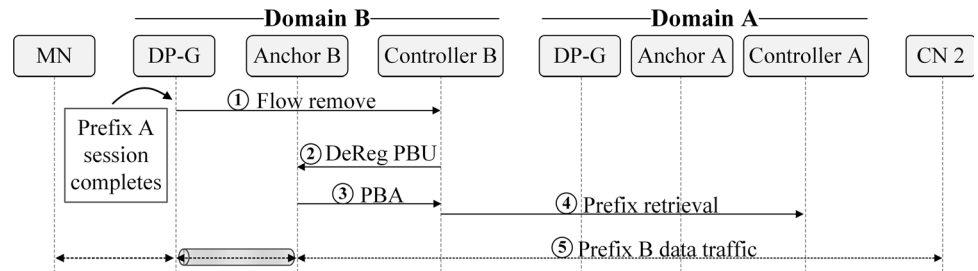 Domain B
Domain A
MN
DP-G
Anchor B
Controller B
DP-G
Anchor A
Controller A
CN 2
① Flow remove
Prefix A
session
completes
② DeReg PBU
③ PBA
④ Prefix retrieval
⑤ Prefix B data traffic